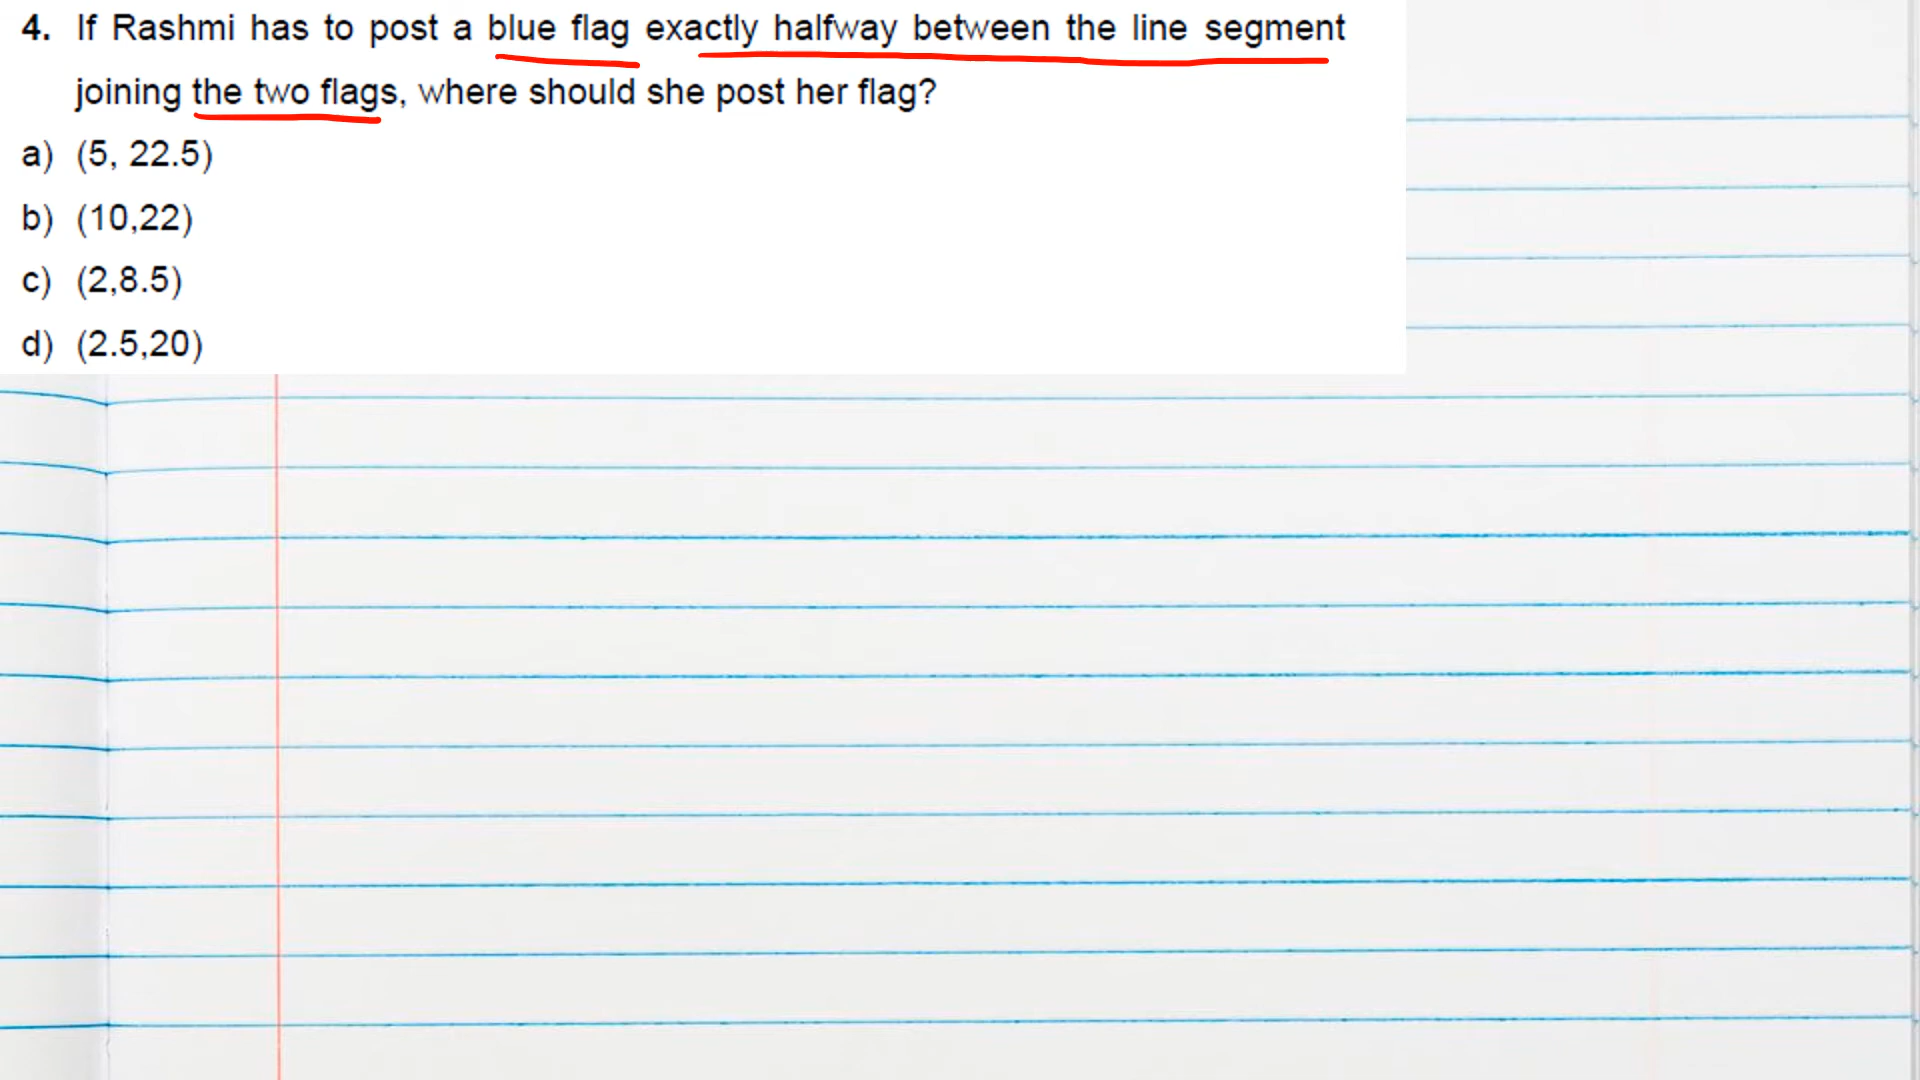 4. If Rashmi has to post a blue flag exactly halfway between the line segment
joining the two flags, where should she post her flag?
a) (5, 22.5)
b) (10,22)
c) (2,8.5)
d) (2.5,20)